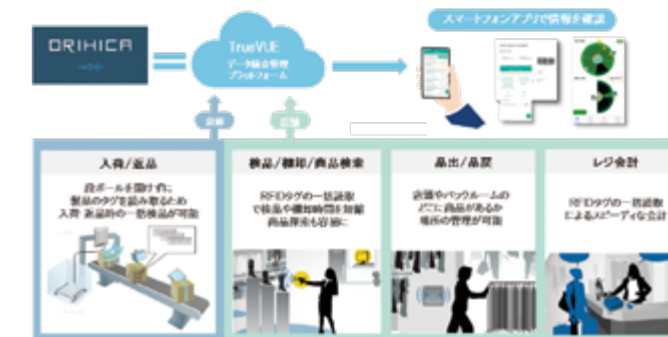 スマートフォンアプリで情報を確認
ORIHICA
TrueVUE
データ統合管理
プラットフォーム
倉庫
店舗
入荷/返品
検品/棚卸/商品検索
品出/品戻
レジ会計
段ボールを開けずに
製品のタグを読み取るため
入荷 返品時の一括検品が可能
RFIDタグの一括読取
で検品や棚卸時間を短縮
商品探索も容易に
店頭やバックルームの
どこに商品があるか
場所の管理が可能
RFIDタグの一括読取
によるスピーディな会計